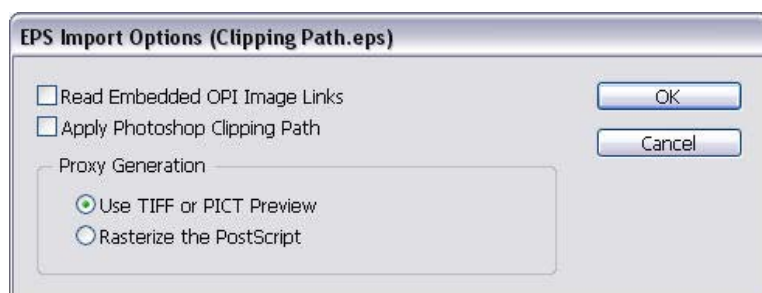 EPS Import Options (Clipping Path.eps)
Read Embedded OPI Image Links
OK
Apply Photoshop Clipping Path
Cancel
Proxy Generation
Use TIFF or PICT Preview
Rasterize the PostScript